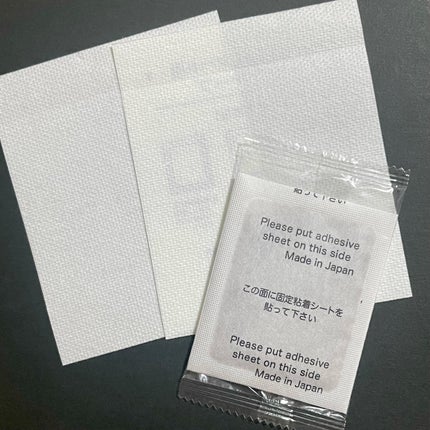 貼って下さい
Please put adhesive
sheet on this side
Made in Japan
この面に固定粘着シートを
貼って下さい
Please put adhesive
sheet on this side
Made in Japan